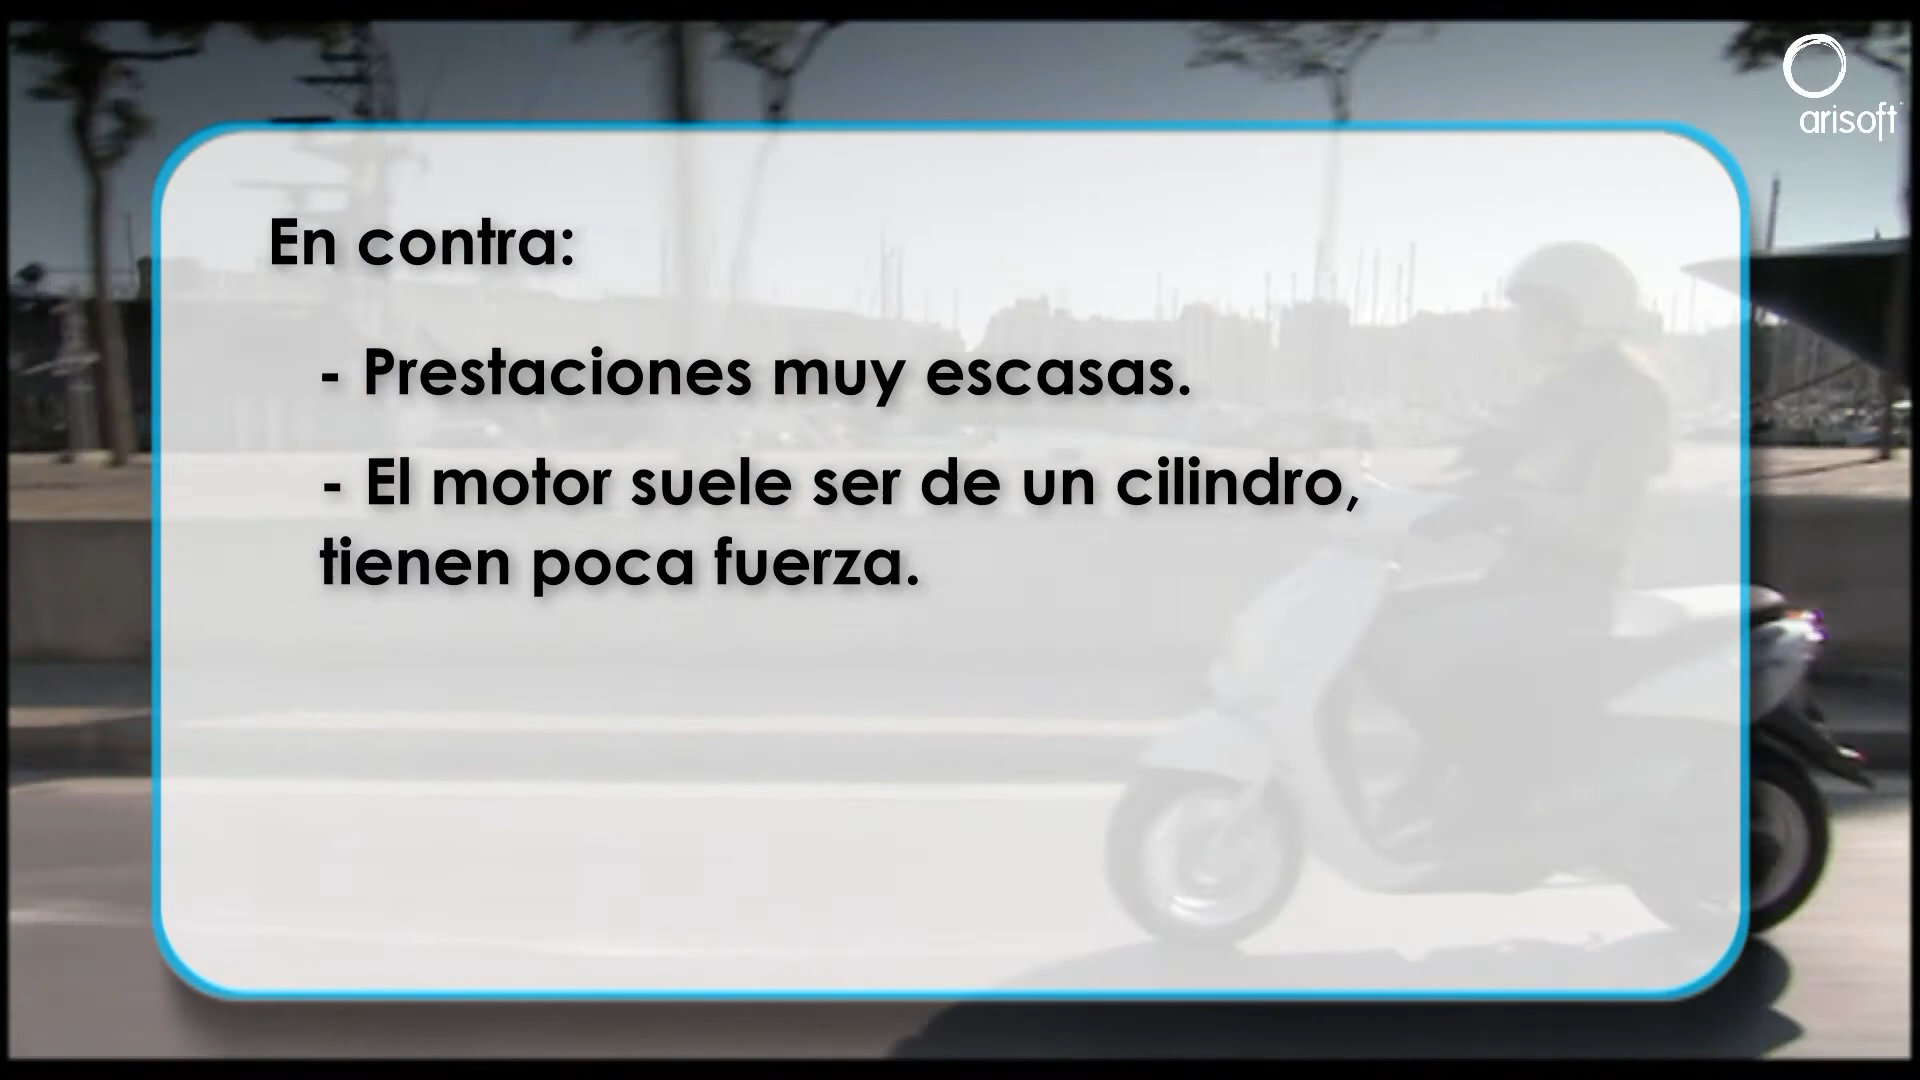 arisoft
En contra:
- Prestaciones muy escasas.
- El motor suele ser de un cilindro,
tienen poca fuerza.